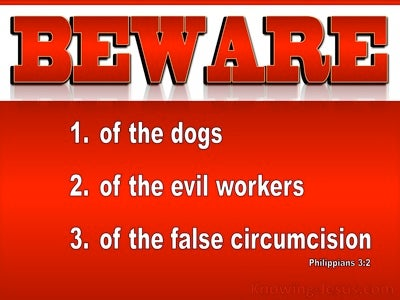 BEWARE
1. of the dogs
2. of the evil workers
3. of the false circumcision
Philippians 3:2
knowing-Jesus.com